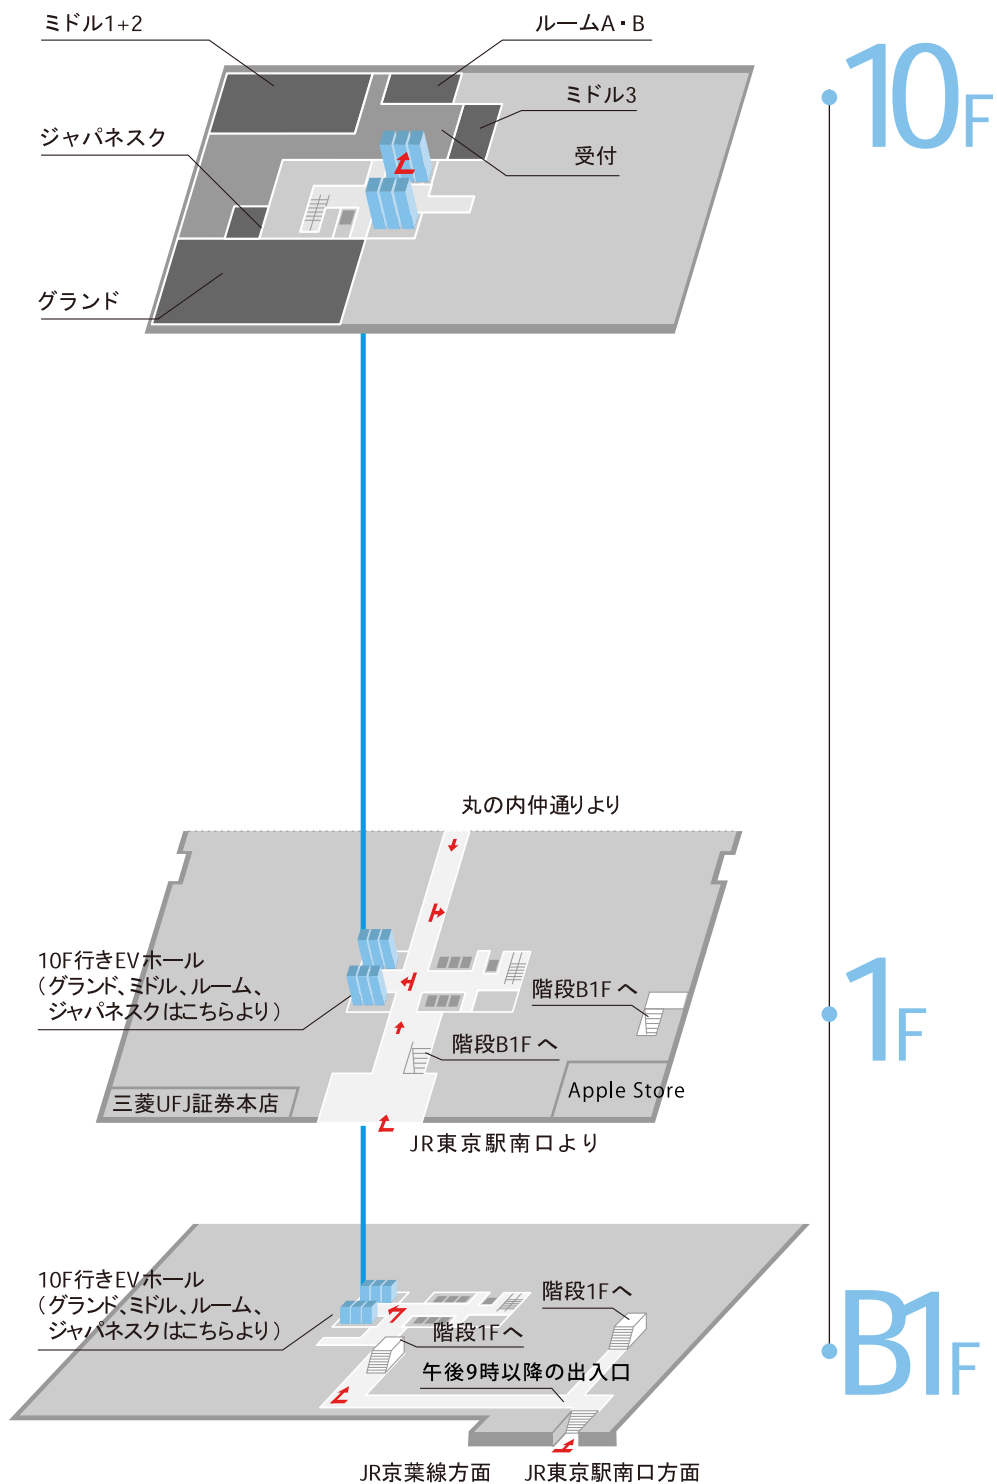 ミドル1+2
ルームA・B
10F
ミドル3
ジャパネスク
受付
グランド
丸の内仲通りより
10F行きEVホール
（グランド、ミドル、ルーム、
ジャパネスクはこちらより）
階段B1Fへ
1F
階段B1Fへ
Apple Store
三菱UFJ証券本店
JR東京駅南口より
10F行きEVホール
（グランド、ミドル、ルーム、
ジャパネスクはこちらより）
階段1Fへ
階段1Fへ
B1F
午後9時以降の出入口
JR京葉線方面
JR東京駅南口方面